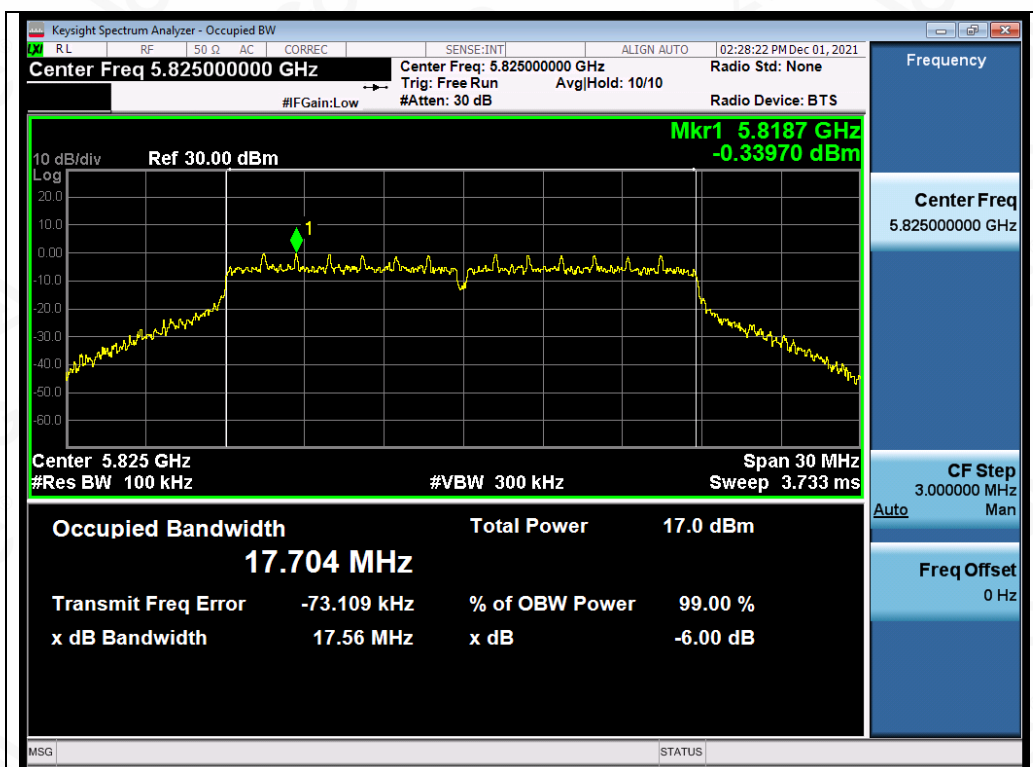 Keysight Spectrum Analyzer - Occupied BW
LXI RL RF 50 Ω AC CORREC SENSE:INT ALIGN AUTO 02:28:22 PM Dec 01, 2021
Center Freq 5.825000000 GHz Center Freq: 5.825000000 GHz Radio Std: None
Trig: Free Run Avg|Hold: 10/10
#IFGain:Low #Atten: 30 dB Radio Device: BTS
Frequency
Mkr1 5.8187 GHz
10 dB/div Ref 30.00 dBm -0.33970 dBm
Log
20.0
10.0
1
0.00
-10.0
-20.0
-30.0
-40.0
-50.0
-60.0
Center 5.825 GHz Span 30 MHz
#Res BW 100 kHz #VBW 300 kHz Sweep 3.733 ms
Center Freq
5.825000000 GHz
CF Step
3.000000 MHz
Auto Man
Freq Offset
0 Hz
Occupied Bandwidth Total Power 17.0 dBm
17.704 MHz
Transmit Freq Error -73.109 kHz % of OBW Power 99.00 %
x dB Bandwidth 17.56 MHz x dB -6.00 dB
MSG STATUS